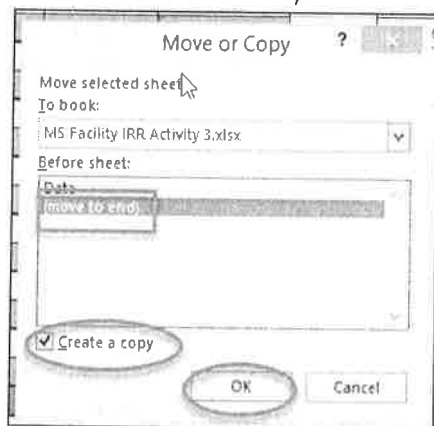 Move or Copy ?
Move selected sheet
To book:
MS Facility IRR Activity 3.xlsx
Before sheet:
Data
(move to end)
Create a copy
OK Cancel